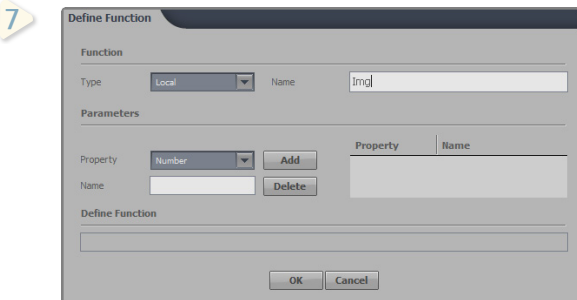 7
Define Function
Function
Type Local Name Img
Parameters
Property Name
Property Number Add
Name Delete
Define Function
OK Cancel